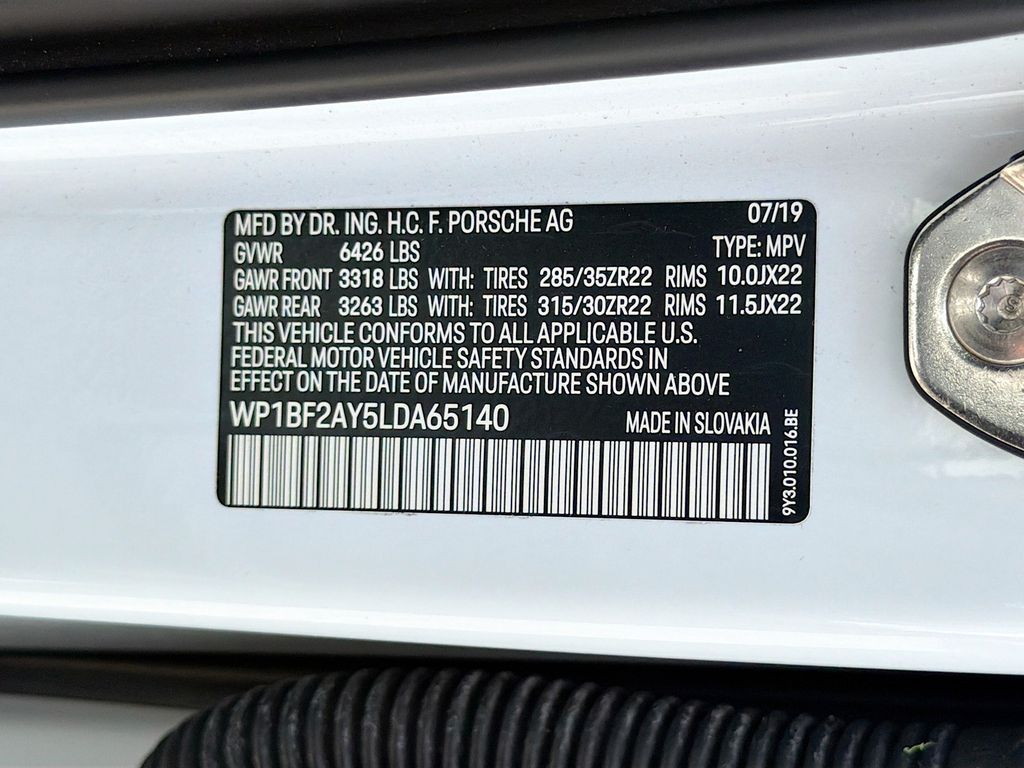 MFD BY DR. ING. H.C. F. PORSCHE AG 07/19
GVWR 6426 LBS TYPE: MPV
GAWR FRONT 3318 LBS WITH: TIRES 285/35ZR22 RIMS 10.0JX22
GAWR REAR 3263 LBS WITH: TIRES 315/30ZR22 RIMS 11.5JX22
THIS VEHICLE CONFORMS TO ALL APPLICABLE U.S.
FEDERAL MOTOR VEHICLE SAFETY STANDARDS IN
EFFECT ON THE DATE OF MANUFACTURE SHOWN ABOVE
WP1BF2AY5LDA65140 MADE IN SLOVAKIA
9Y3.010.016.BE